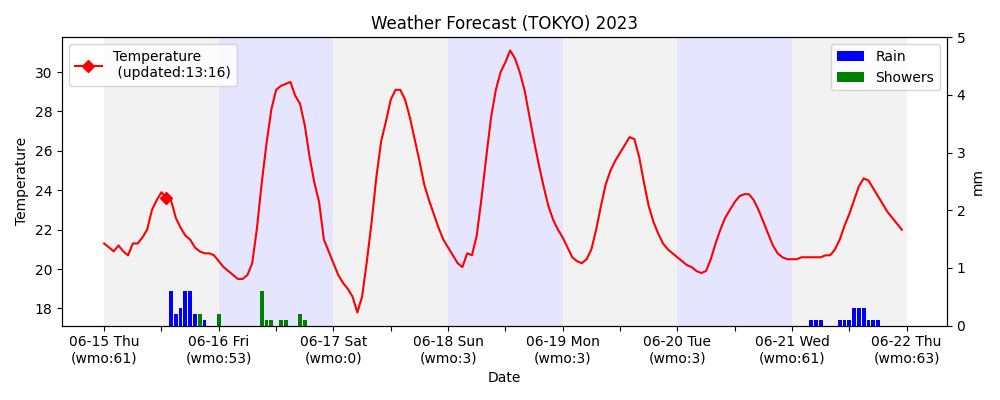 Weather Forecast (TOKYO) 2023
Temperature
(updated:13:16)
Rain
Showers
Temperature
30
28
26
24
22
20
18
5
4
3
2
1
0
mm
06-15 Thu
(wmo:61)
06-16 Fri
(wmo:53)
06-17 Sat
(wmo:0)
06-18 Sun
(wmo:3)
06-19 Mon
(wmo:3)
06-20 Tue
(wmo:3)
06-21 Wed
(wmo:61)
06-22 Thu
(wmo:63)
Date